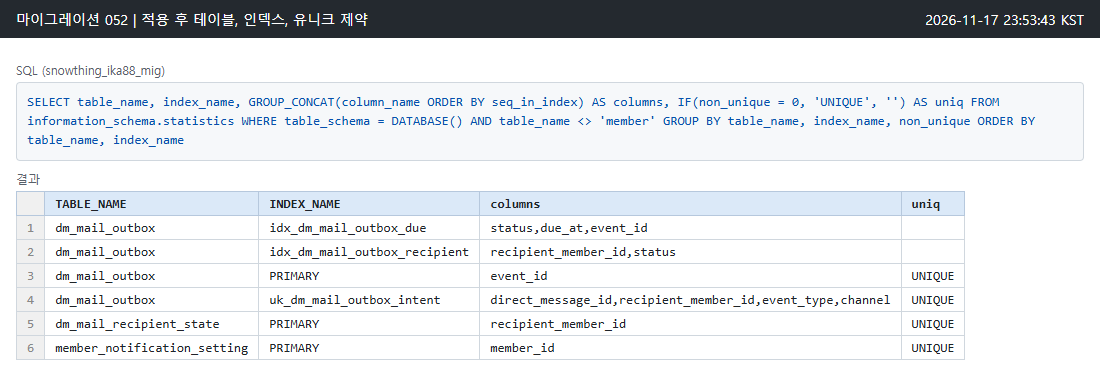 마이그레이션 052 | 적용 후 테이블, 인덱스, 유니크 제약
2026-11-17 23:53:43 KST
SQL (snowthing_ika88_mig)
SELECT table_name, index_name, GROUP_CONCAT(column_name ORDER BY seq_in_index) AS columns, IF(non_unique = 0, 'UNIQUE', '') AS uniq FROM
information_schema.statistics WHERE table_schema = DATABASE() AND table_name <> 'member' GROUP BY table_name, index_name, non_unique ORDER BY
table_name, index_name
결과
TABLE_NAME INDEX_NAME columns uniq
1 dm_mail_outbox idx_dm_mail_outbox_due status,due_at,event_id
2 dm_mail_outbox idx_dm_mail_outbox_recipient recipient_member_id,status
3 dm_mail_outbox PRIMARY event_id UNIQUE
4 dm_mail_outbox uk_dm_mail_outbox_intent direct_message_id,recipient_member_id,event_type,channel UNIQUE
5 dm_mail_recipient_state PRIMARY recipient_member_id UNIQUE
6 member_notification_setting PRIMARY member_id UNIQUE